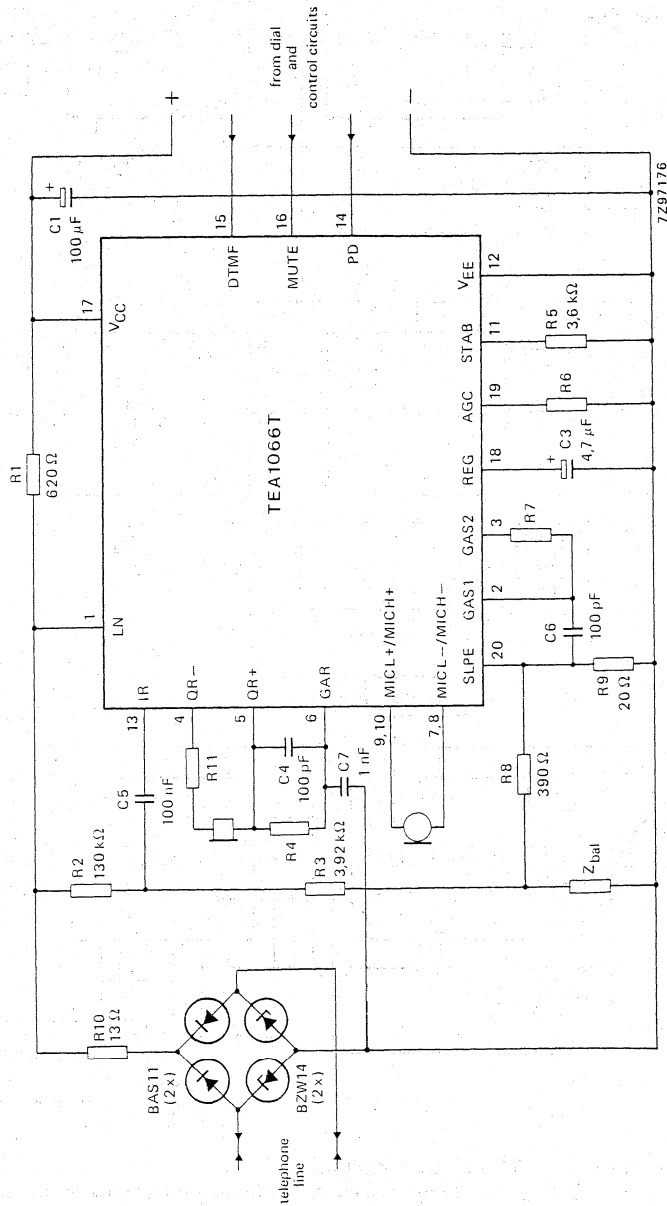 R1
620 Ω
C1
100 µF
+
+
−
from dial
and
control circuits
R10
13 Ω
R2
130 kΩ
BAS11
(2 x)
BZW14
(2 x)
telephone
line
C5
100 nF
R11
C4
100 pF
R4
C7
1 nF
R3
3,92 kΩ
R8
390 Ω
Zbal
1
LN
17
VCC
13
IR
4
QR−
5
QR+
6
GAR
9,10
MICL+/MICH+
7,8
MICL−/MICH−
TEA1066T
15
DTMF
16
MUTE
14
PD
SLPE
GAS1
GAS2
REG
AGC
STAB
VEE
20
2
3
18
19
11
12
C6
100 pF
R7
R9
20 Ω
+
C3
4,7 µF
R6
R5
3,6 kΩ
7Z97176